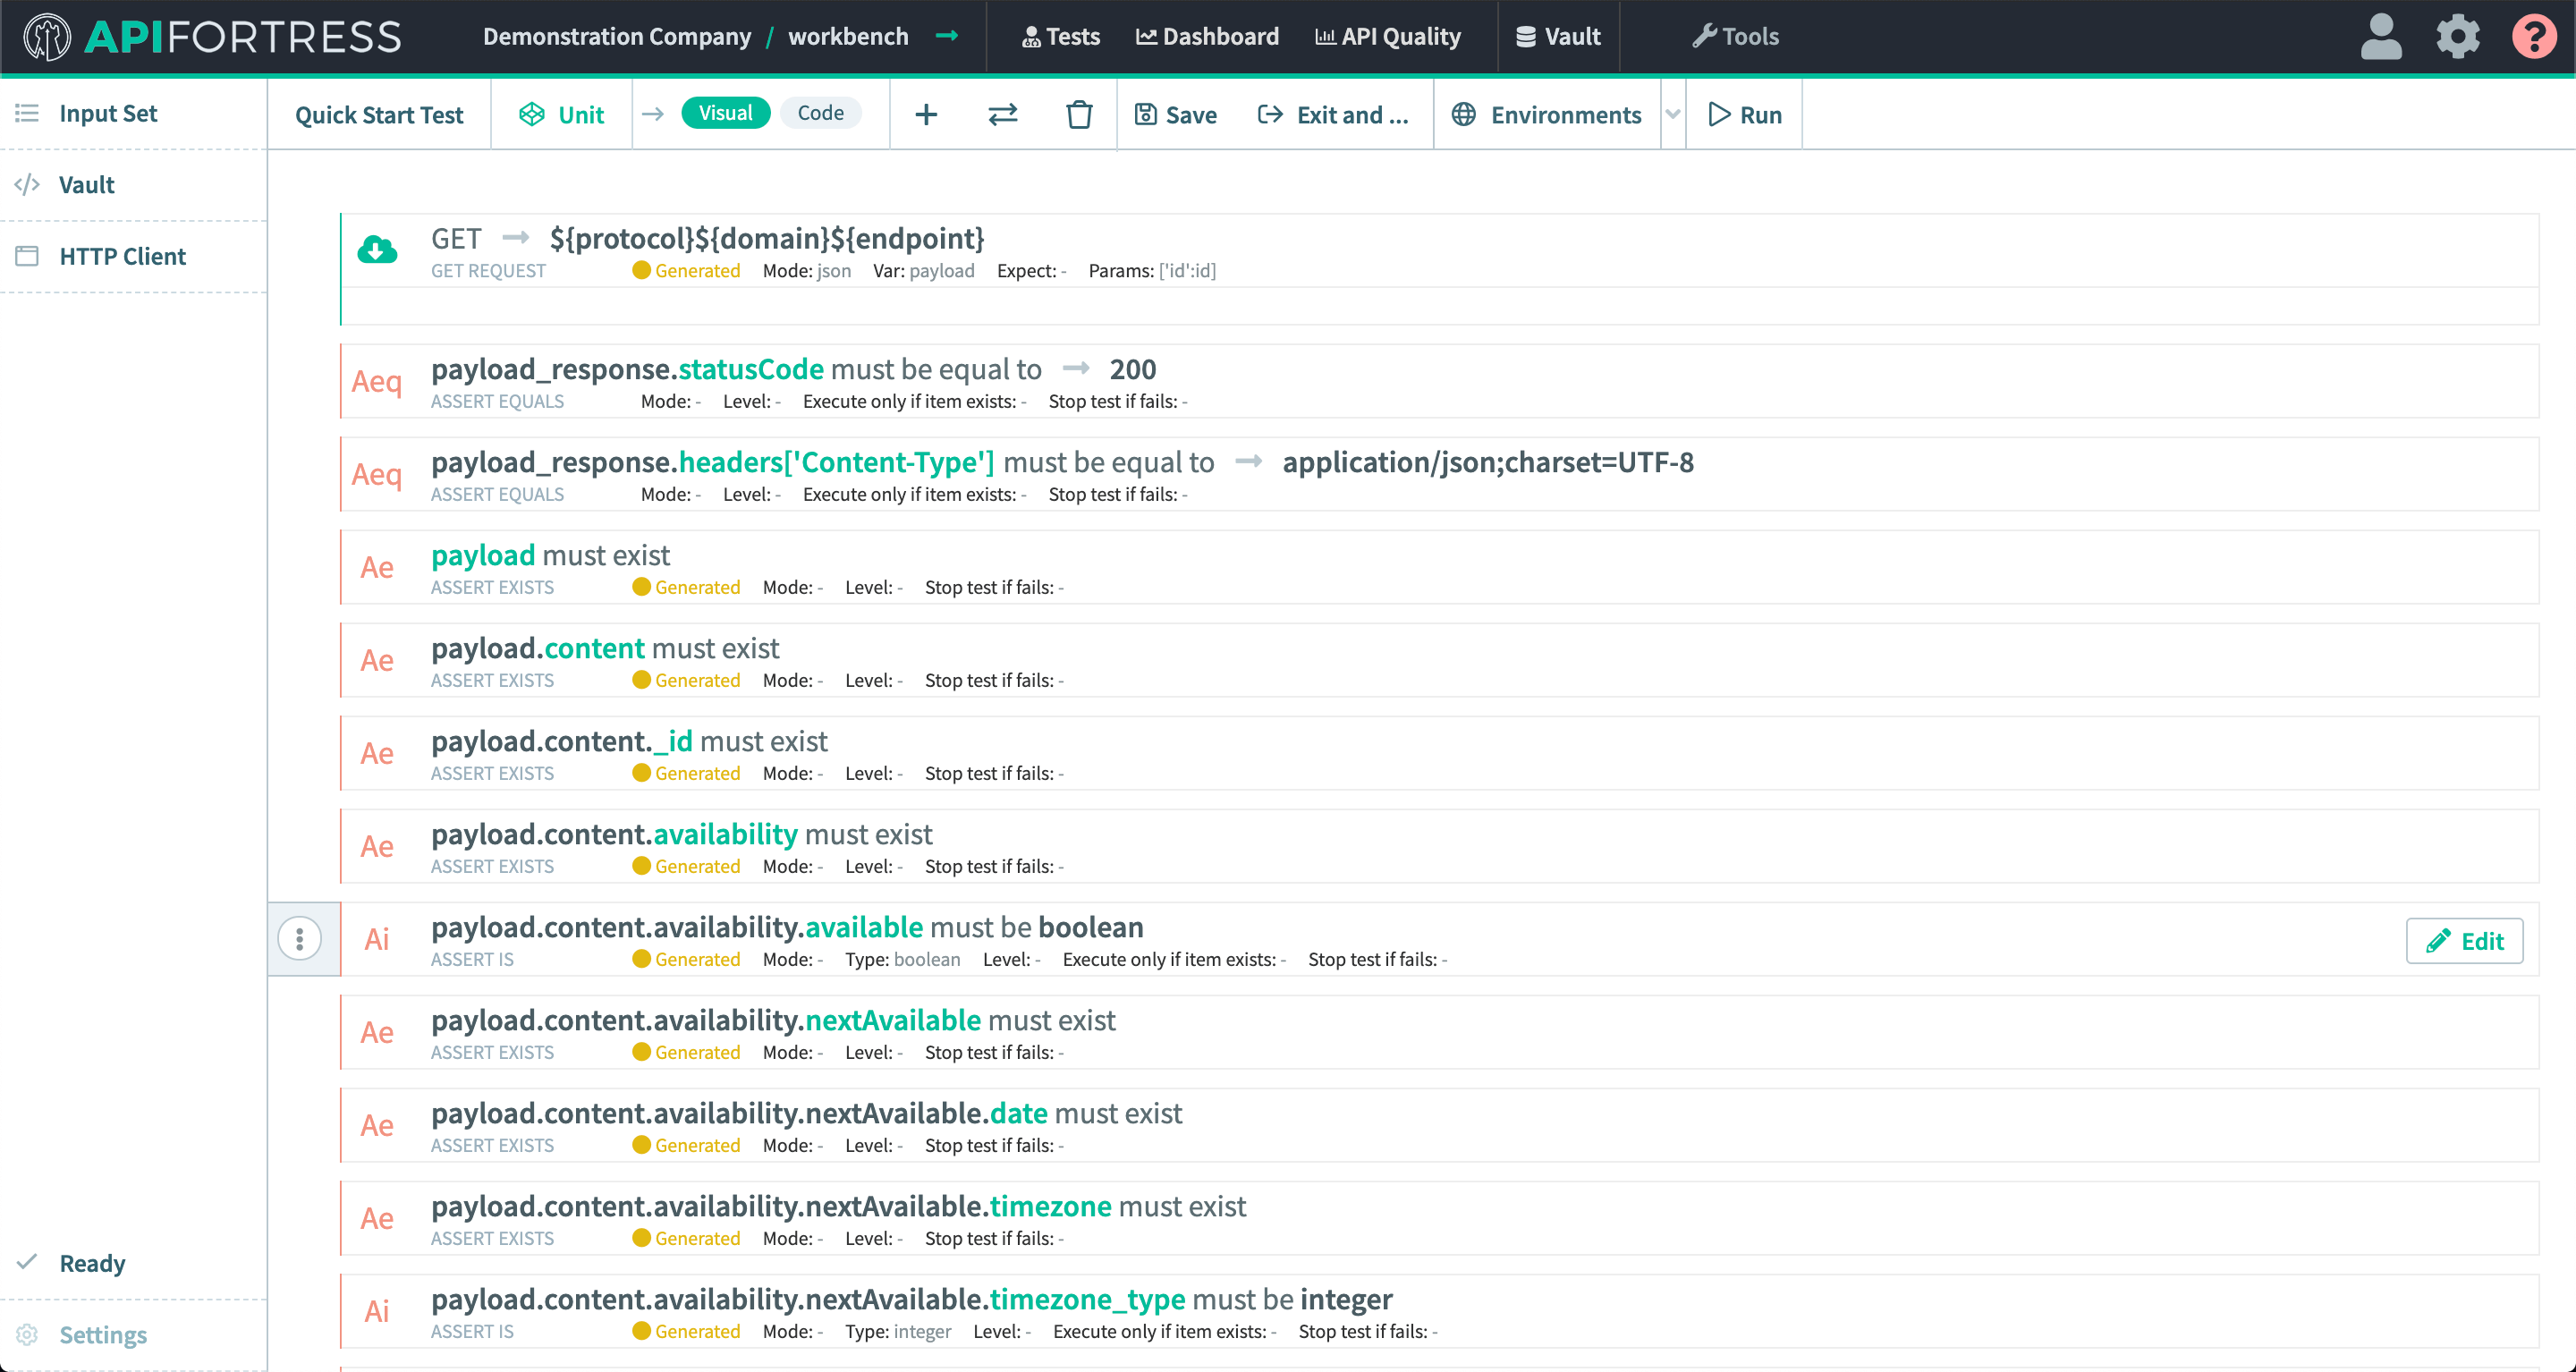 APIFORTRESS Demonstration Company / workbench Tests Dashboard API Quality Vault Tools ?
Input Set Quick Start Test Unit Visual Code Save Exit and ... Environments Run
Vault
HTTP Client
GET ${protocol}${domain}${endpoint}
GET REQUEST Generated Mode: json Var: payload Expect: - Params: ['id':id]
Aeq payload_response.statusCode must be equal to 200
ASSERT EQUALS Mode: - Level: - Execute only if item exists: - Stop test if fails: -
Aeq payload_response.headers['Content-Type'] must be equal to application/json;charset=UTF-8
ASSERT EQUALS Mode: - Level: - Execute only if item exists: - Stop test if fails: -
Ae payload must exist
ASSERT EXISTS Generated Mode: - Level: - Stop test if fails: -
Ae payload.content must exist
ASSERT EXISTS Generated Mode: - Level: - Stop test if fails: -
Ae payload.content._id must exist
ASSERT EXISTS Generated Mode: - Level: - Stop test if fails: -
Ae payload.content.availability must exist
ASSERT EXISTS Generated Mode: - Level: - Stop test if fails: -
Ai payload.content.availability.available must be boolean Edit
ASSERT IS Generated Mode: - Type: boolean Level: - Execute only if item exists: - Stop test if fails: -
Ae payload.content.availability.nextAvailable must exist
ASSERT EXISTS Generated Mode: - Level: - Stop test if fails: -
Ae payload.content.availability.nextAvailable.date must exist
ASSERT EXISTS Generated Mode: - Level: - Stop test if fails: -
Ae payload.content.availability.nextAvailable.timezone must exist
ASSERT EXISTS Generated Mode: - Level: - Stop test if fails: -
Ai payload.content.availability.nextAvailable.timezone_type must be integer
ASSERT IS Generated Mode: - Type: integer Level: - Execute only if item exists: - Stop test if fails: -
Ready
Settings